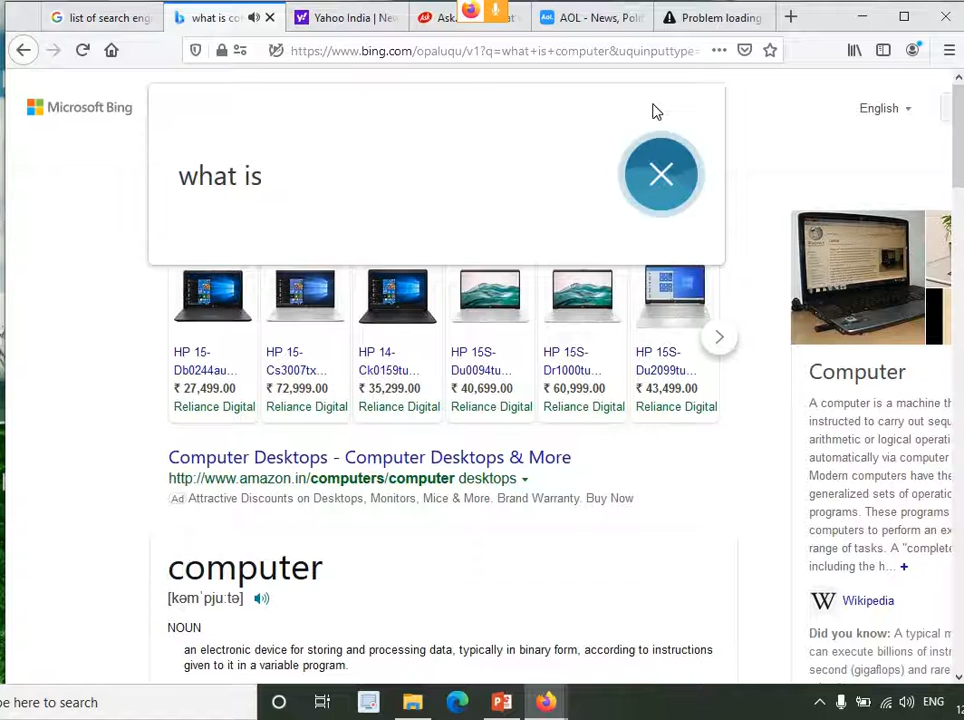 list of search eng
what is co
Yahoo India | Ne
Ask.
AOL - News, Poli
Problem loading
https://www.bing.com/opaluqu/v1?q=what+is+computer&uquinputtype=
Microsoft Bing
English
what is
HP 15-
Db0244au...
₹ 27,499.00
Reliance Digital
HP 15-
Cs3007tx...
₹ 72,999.00
Reliance Digital
HP 14-
Ck0159tu...
₹ 35,299.00
Reliance Digital
HP 15S-
Du0094tu...
₹ 40,699.00
Reliance Digital
HP 15S-
Dr1000tu...
₹ 60,999.00
Reliance Digital
HP 15S-
Du2099tu...
₹ 43,499.00
Reliance Digital
Computer Desktops - Computer Desktops & More
http://www.amazon.in/computers/computer desktops
Ad Attractive Discounts on Desktops, Monitors, Mice & More. Brand Warranty. Buy Now
computer
[kəmˈpjuːtə]
NOUN
an electronic device for storing and processing data, typically in binary form, according to instructions
given to it in a variable program.
Computer
A computer is a machine th
instructed to carry out sequ
arithmetic or logical operati
automatically via computer
Modern computers have the
generalized sets of operatio
programs. These programs
computers to perform an ex
range of tasks. A "complete
including the h... +
W Wikipedia
Did you know: A typical m
can execute billions of instr
second (gigaflops) and rare
be here to search
ENG